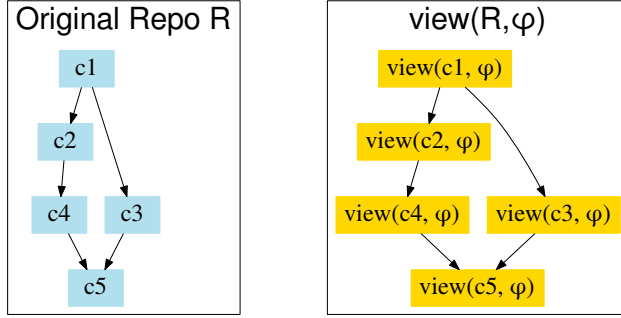 Original Repo R
c1
c2
c4
c3
c5
view(R,φ)
view(c1, φ)
view(c2, φ)
view(c4, φ)
view(c3, φ)
view(c5, φ)